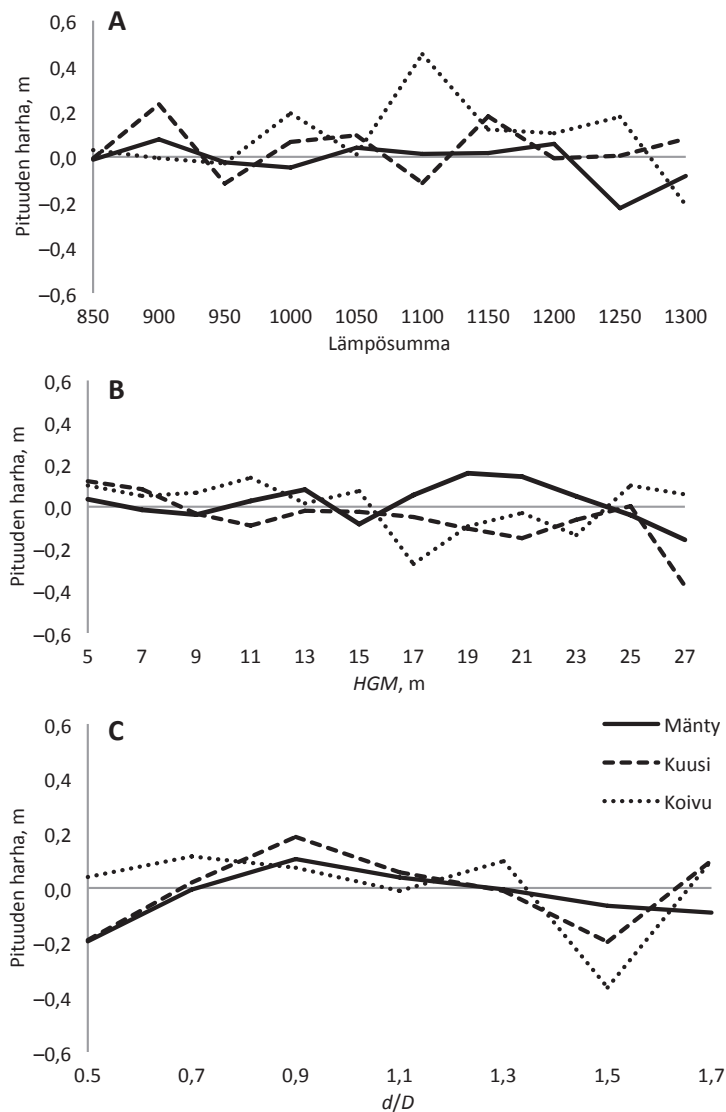 A
Pituuden harha, m
0,6
0,4
0,2
0,0
–0,2
–0,4
–0,6
850 900 950 1000 1050 1100 1150 1200 1250 1300
Lämpösumma
B
Pituuden harha, m
0,6
0,4
0,2
0,0
–0,2
–0,4
–0,6
5 7 9 11 13 15 17 19 21 23 25 27
HGM, m
C
Pituuden harha, m
0,6
0,4
0,2
0,0
–0,2
–0,4
–0,6
Mänty
Kuusi
Koivu
0.5 0,7 0,9 1,1 1,3 1,5 1,7
d/D